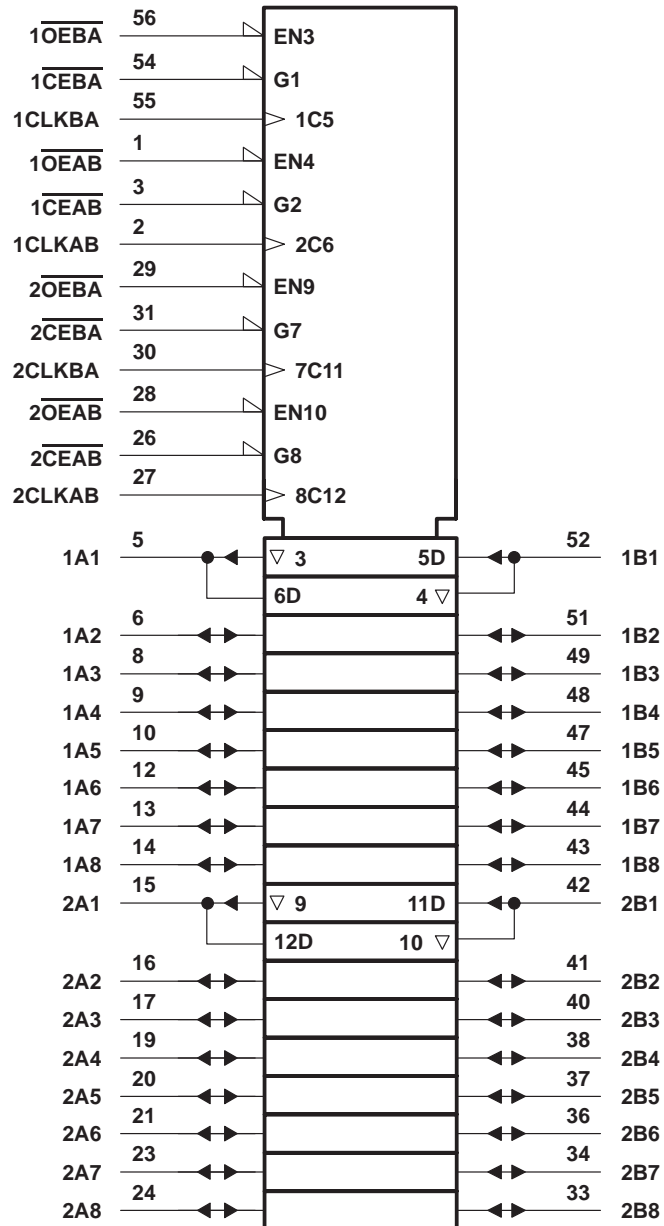 1OEBA 56 EN3
1CEBA 54 G1
1CLKBA 55 1C5
1OEAB 1 EN4
1CEAB 3 G2
1CLKAB 2 2C6
2OEBA 29 EN9
2CEBA 31 G7
2CLKBA 30 7C11
2OEAB 28 EN10
2CEAB 26 G8
2CLKAB 27 8C12
1A1 5 ▽ 3 5D 52 1B1
6D 4 ▽
1A2 6 51 1B2
1A3 8 49 1B3
1A4 9 48 1B4
1A5 10 47 1B5
1A6 12 45 1B6
1A7 13 44 1B7
1A8 14 43 1B8
2A1 15 ▽ 9 11D 42 2B1
12D 10 ▽
2A2 16 41 2B2
2A3 17 40 2B3
2A4 19 38 2B4
2A5 20 37 2B5
2A6 21 36 2B6
2A7 23 34 2B7
2A8 24 33 2B8